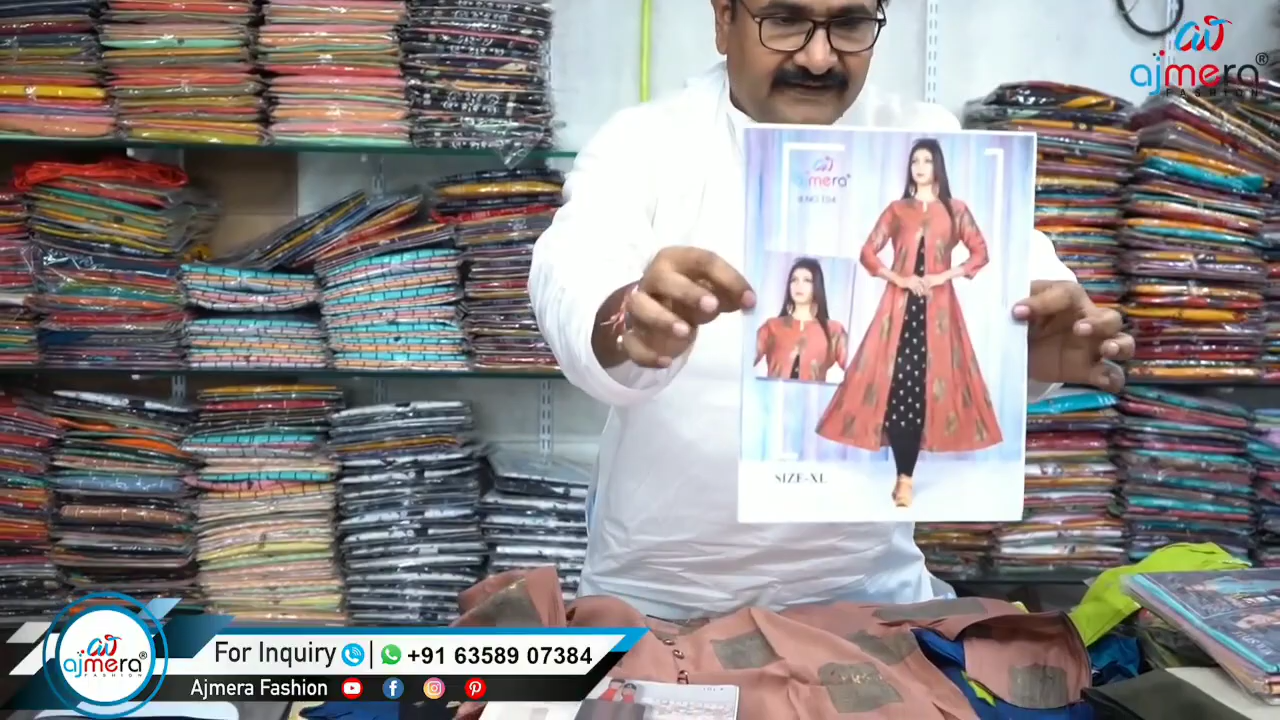 ajmera®
FASHION
ajmera®
SIZE-XL
For Inquiry | +91 63589 07384
Ajmera Fashion
ajmera®
FASHION